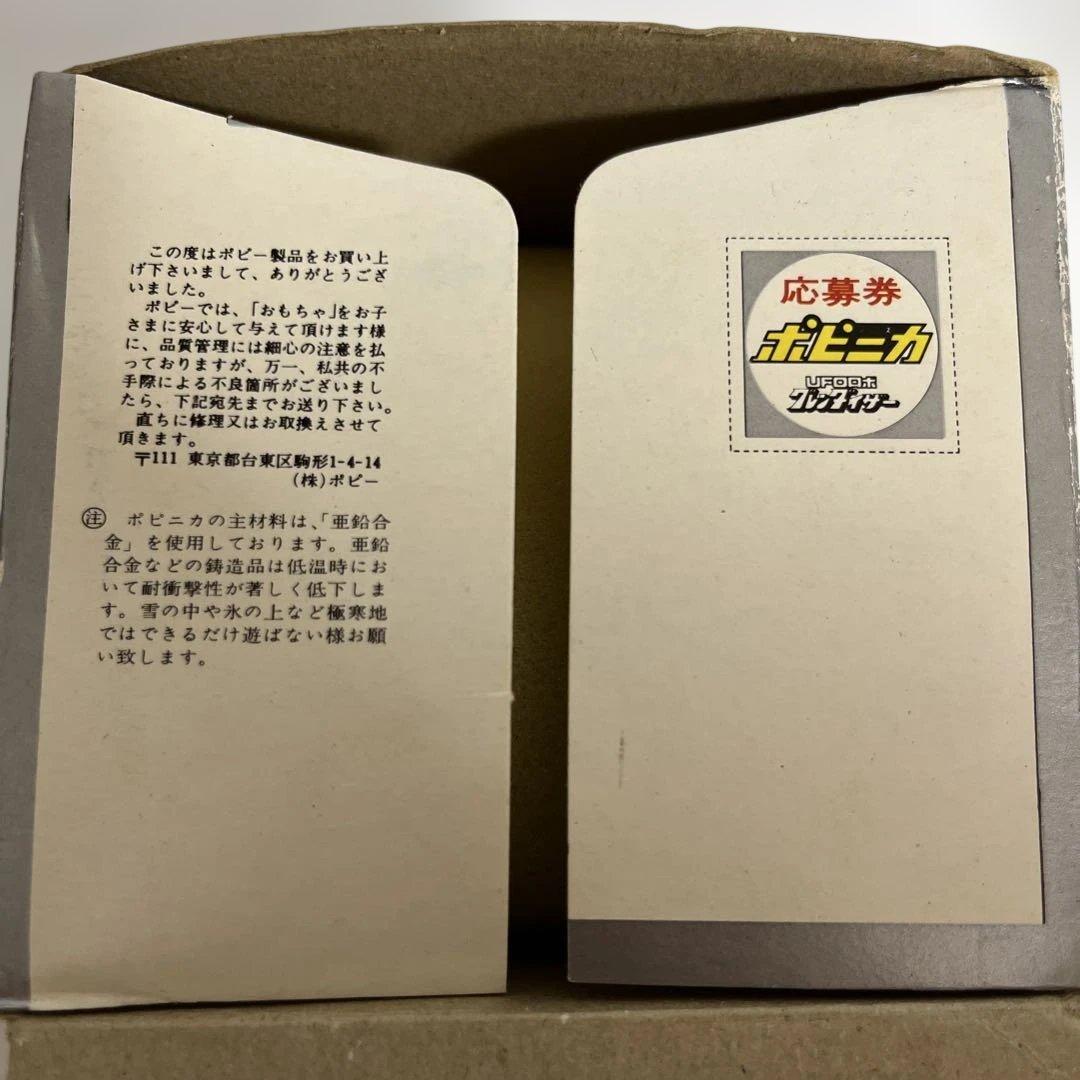 この度はポピー製品をお買い上
げ下さいまして、ありがとうござ
いました。
ポピーでは、「おもちゃ」をお子
さまに安心して与えて頂けます様
に、品質管理には細心の注意を払
っておりますが、万一、私共の不
手際による不良箇所がございまし
たら、下記宛先までお送り下さい。
直ちに修理又はお取換えさせて
頂きます。
〒111 東京都台東区駒形1-4-14
(株)ポピー
注 ポピニカの主材料は、「亜鉛合
金」を使用しております。亜鉛
合金などの鋳造品は低温時にお
いて耐衝撃性が著しく低下しま
す。雪の中や氷の上など極寒地
ではできるだけ遊ばない様お願
い致します。
応募券
ポピニカ
UFOロボ
グレンダイザー